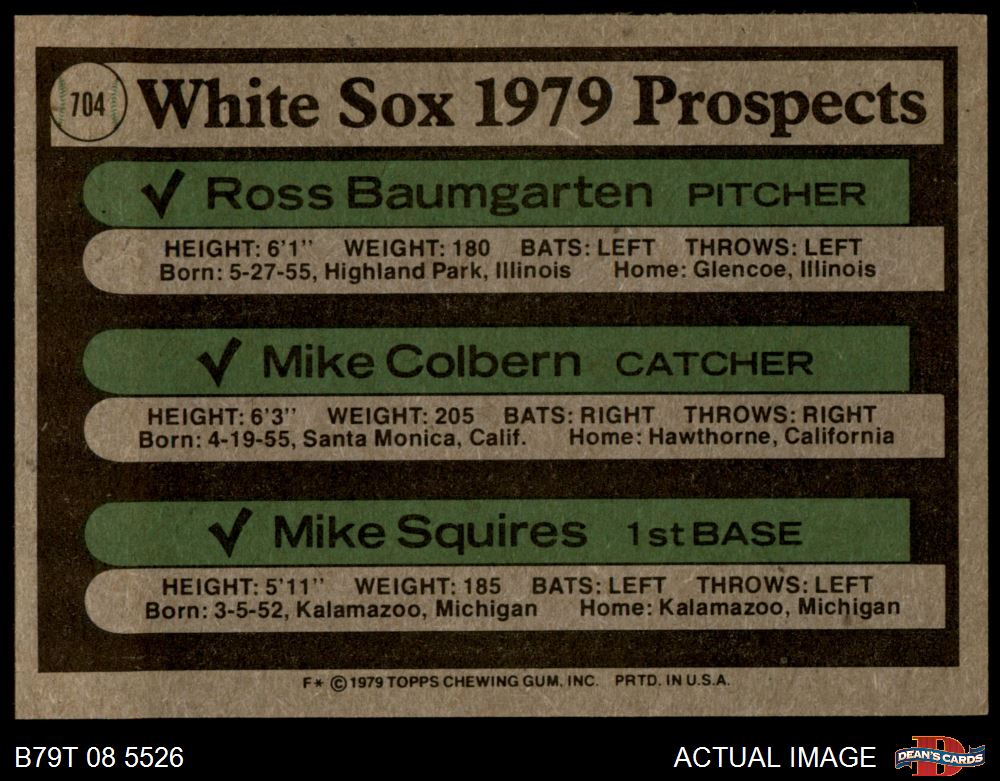 704
White Sox 1979 Prospects
✓ Ross Baumgarten PITCHER
HEIGHT: 6'1" WEIGHT: 180 BATS: LEFT THROWS: LEFT
Born: 5-27-55, Highland Park, Illinois Home: Glencoe, Illinois
✓ Mike Colbern CATCHER
HEIGHT: 6'3" WEIGHT: 205 BATS: RIGHT THROWS: RIGHT
Born: 4-19-55, Santa Monica, Calif. Home: Hawthorne, California
✓ Mike Squires 1st BASE
HEIGHT: 5'11" WEIGHT: 185 BATS: LEFT THROWS: LEFT
Born: 3-5-52, Kalamazoo, Michigan Home: Kalamazoo, Michigan
F* © 1979 TOPPS CHEWING GUM, INC. PRTD. IN U.S.A.
B79T 08 5526 ACTUAL IMAGE
D
DEAN'S CARDS